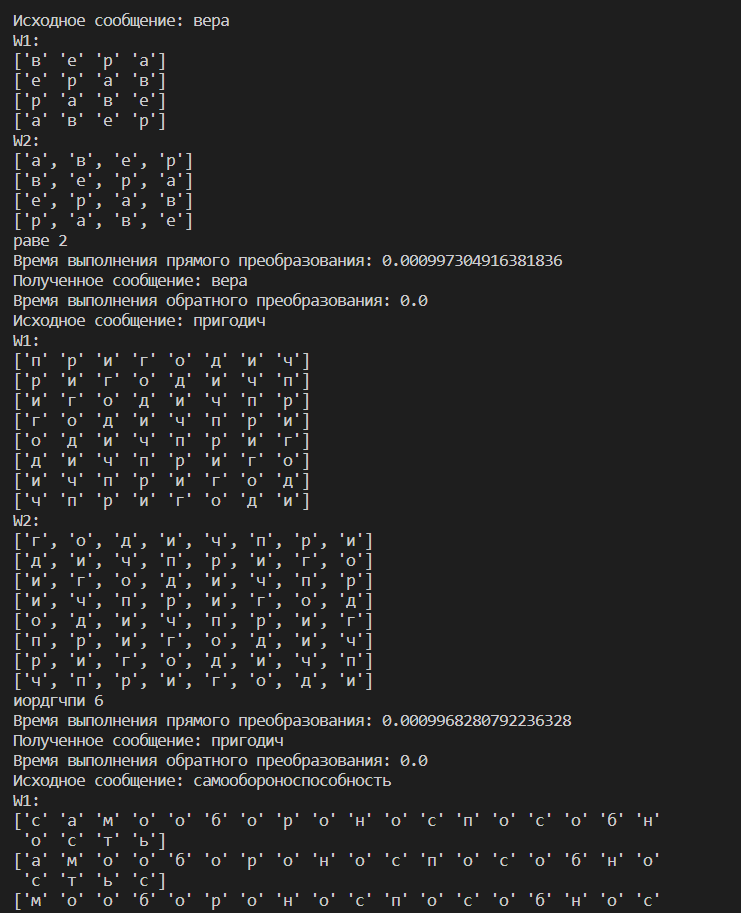 Исходное сообщение: вера
W1:
['в' 'е' 'р' 'а']
['е' 'р' 'а' 'в']
['р' 'а' 'в' 'е']
['а' 'в' 'е' 'р']
W2:
['а', 'в', 'е', 'р']
['в', 'е', 'р', 'а']
['е', 'р', 'а', 'в']
['р', 'а', 'в', 'е']
раве 2
Время выполнения прямого преобразования: 0.000997304916381836
Полученное сообщение: вера
Время выполнения обратного преобразования: 0.0
Исходное сообщение: пригодич
W1:
['п' 'р' 'и' 'г' 'о' 'д' 'и' 'ч']
['р' 'и' 'г' 'о' 'д' 'и' 'ч' 'п']
['и' 'г' 'о' 'д' 'и' 'ч' 'п' 'р']
['г' 'о' 'д' 'и' 'ч' 'п' 'р' 'и']
['о' 'д' 'и' 'ч' 'п' 'р' 'и' 'г']
['д' 'и' 'ч' 'п' 'р' 'и' 'г' 'о']
['и' 'ч' 'п' 'р' 'и' 'г' 'о' 'д']
['ч' 'п' 'р' 'и' 'г' 'о' 'д' 'и']
W2:
['г', 'о', 'д', 'и', 'ч', 'п', 'р', 'и']
['д', 'и', 'ч', 'п', 'р', 'и', 'г', 'о']
['и', 'г', 'о', 'д', 'и', 'ч', 'п', 'р']
['и', 'ч', 'п', 'р', 'и', 'г', 'о', 'д']
['о', 'д', 'и', 'ч', 'п', 'р', 'и', 'г']
['п', 'р', 'и', 'г', 'о', 'д', 'и', 'ч']
['р', 'и', 'г', 'о', 'д', 'и', 'ч', 'п']
['ч', 'п', 'р', 'и', 'г', 'о', 'д', 'и']
иордгчпи 6
Время выполнения прямого преобразования: 0.0009968280792236328
Полученное сообщение: пригодич
Время выполнения обратного преобразования: 0.0
Исходное сообщение: самообороноспособность
W1:
['с' 'а' 'м' 'о' 'о' 'б' 'о' 'р' 'о' 'н' 'о' 'с' 'п' 'о' 'с' 'о' 'б' 'н'
 'о' 'с' 'т' 'ь']
['а' 'м' 'о' 'о' 'б' 'о' 'р' 'о' 'н' 'о' 'с' 'п' 'о' 'с' 'о' 'б' 'н' 'о'
 'с' 'т' 'ь' 'с']
['м' 'о' 'о' 'б' 'о' 'р' 'о' 'н' 'о' 'с' 'п' 'о' 'с' 'о' 'б' 'н' 'о' 'с'